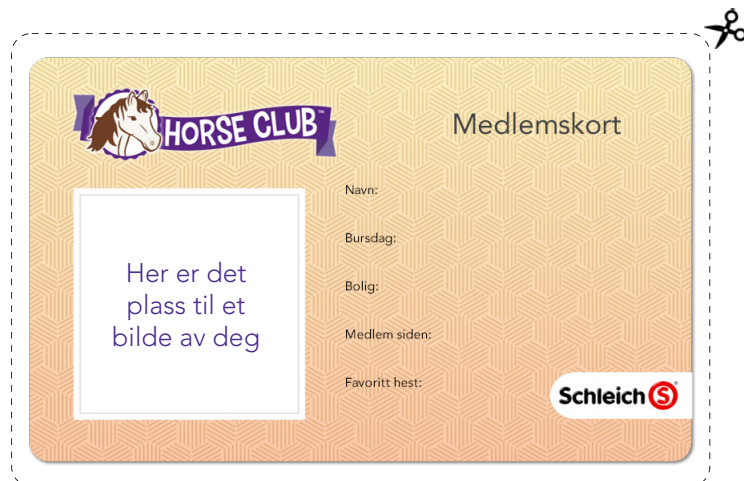 HORSE CLUB™
Medlemskort
Navn:
Bursdag:
Bolig:
Medlem siden:
Favoritt hest:
Her er det
plass til et
bilde av deg
Schleich S®